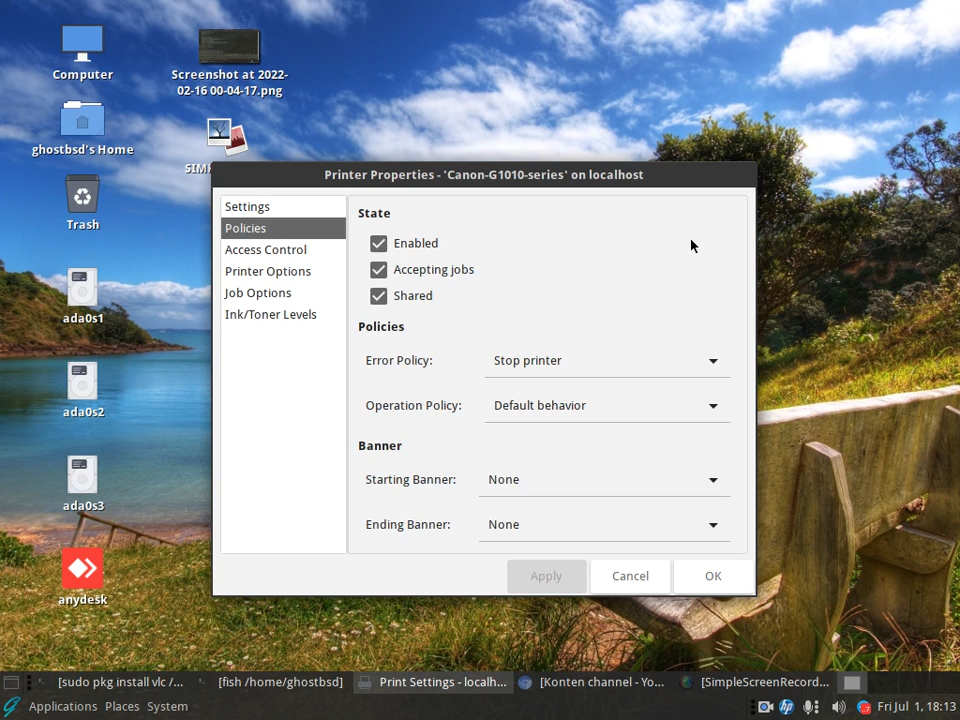 Computer
Screenshot at 2022-
02-16 00-04-17.png
ghostbsd's Home
Trash
ada0s1
ada0s2
ada0s3
anydesk
Printer Properties - 'Canon-G1010-series' on localhost
Settings
Policies
Access Control
Printer Options
Job Options
Ink/Toner Levels
State
Enabled
Accepting jobs
Shared
Policies
Error Policy: Stop printer
Operation Policy: Default behavior
Banner
Starting Banner: None
Ending Banner: None
Apply Cancel OK
[sudo pkg install vlc /... [fish /home/ghostbsd] Print Settings - localh... [Konten channel - Yo... [SimpleScreenRecord...
Applications Places System hp Fri Jul 1, 18:13